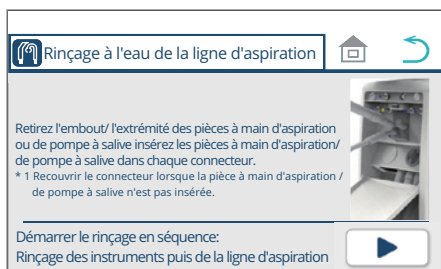 Rinçage à l'eau de la ligne d'aspiration
Retirez l'embout/ l'extrémité des pièces à main d'aspiration
ou de pompe à salive insérez les pièces à main d'aspiration/
de pompe à salive dans chaque connecteur.
* 1 Recouvrir le connecteur lorsque la pièce à main d'aspiration /
de pompe à salive n'est pas insérée.
Démarrer le rinçage en séquence:
Rinçage des instruments puis de la ligne d'aspiration